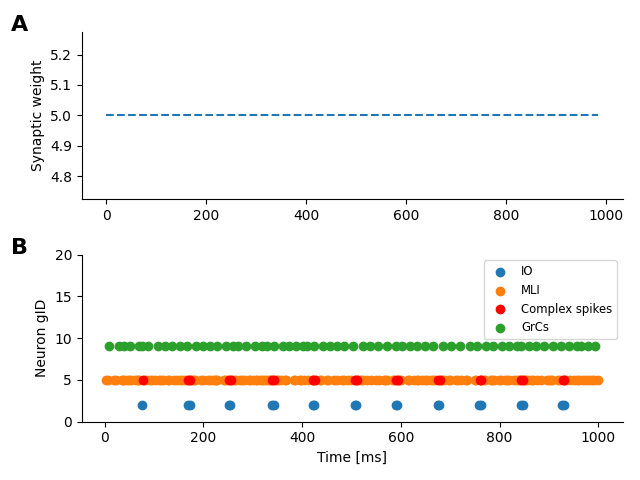 A
Synaptic weight
5.2
5.1
5.0
4.9
4.8
0 200 400 600 800 1000
B
Neuron gID
20
15
10
5
0
IO
MLI
Complex spikes
GrCs
0 200 400 600 800 1000
Time [ms]